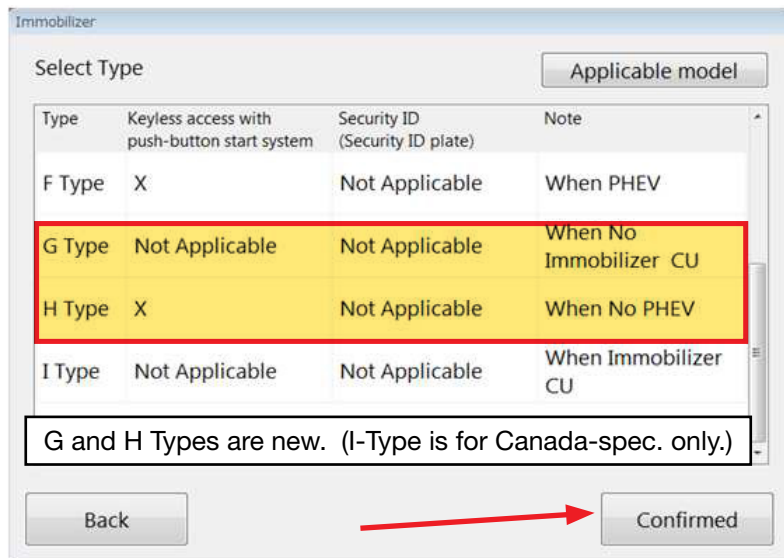 Immobilizer
Select Type
Applicable model
Type Keyless access with push-button start system Security ID (Security ID plate) Note
F Type X Not Applicable When PHEV
G Type Not Applicable Not Applicable When No Immobilizer CU
H Type X Not Applicable When No PHEV
I Type Not Applicable Not Applicable When Immobilizer CU
G and H Types are new. (I-Type is for Canada-spec. only.)
Back
Confirmed